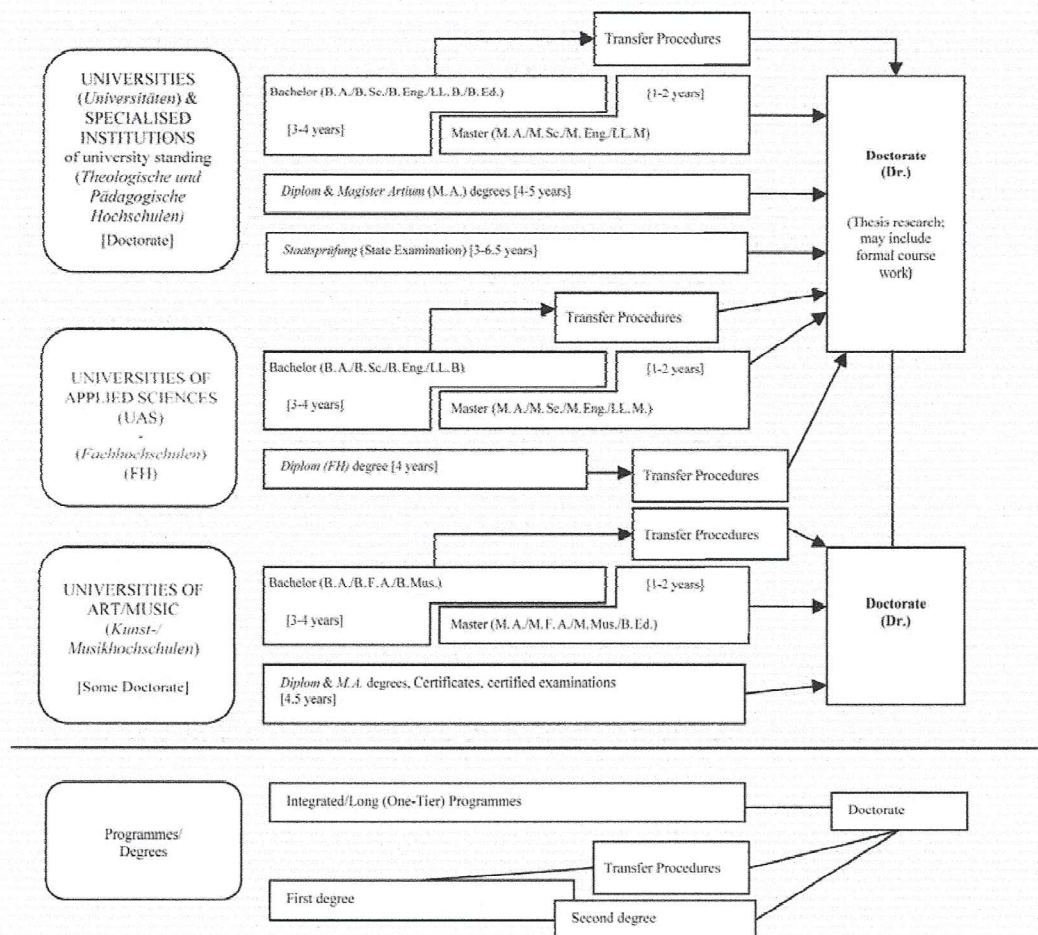 Transfer Procedures
UNIVERSITIES
(Universitäten) &
SPECIALISED
INSTITUTIONS
of university standing
(Theologische und
Pädagogische
Hochschulen)
[Doctorate]
Bachelor (B. A./B. Sc./B. Eng./LL. B./B. Ed.)
[3-4 years]
[1-2 years]
Master (M. A./M. Sc./M. Eng./LL. M)
Diplom & Magister Artium (M. A.) degrees [4-5 years]
Staatsprüfung (State Examination) [3-6.5 years]
Doctorate
(Dr.)
(Thesis research;
may include
formal course
work)
Transfer Procedures
UNIVERSITIES OF
APPLIED SCIENCES
(UAS)
-
(Fachhochschulen)
(FH)
Bachelor (B. A./B. Sc./B. Eng./LL. B)
[3-4 years]
[1-2 years]
Master (M. A./M. Sc./M. Eng./LL. M.)
Diplom (FH) degree [4 years]
Transfer Procedures
Transfer Procedures
UNIVERSITIES OF
ART/MUSIC
(Kunst-/
Musikhochschulen)
[Some Doctorate]
Bachelor (B. A./B. F. A./B. Mus.)
[3-4 years]
[1-2 years]
Master (M. A./M. F. A./M. Mus./B. Ed.)
Diplom & M.A. degrees, Certificates, certified examinations
[4.5 years]
Doctorate
(Dr.)
Programmes/
Degrees
Integrated/Long (One-Tier) Programmes
Doctorate
Transfer Procedures
First degree
Second degree